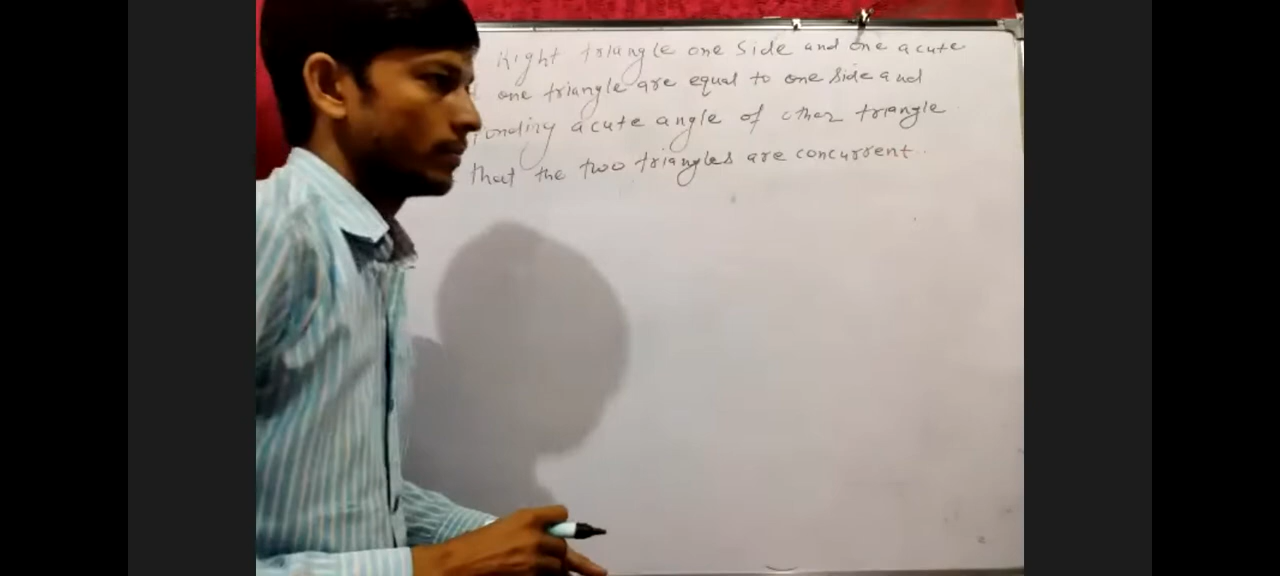 Right triangle one side and one acute
one triangle are equal to one side and
ponding acute angle of other triangle
that the two triangles are concurrent..